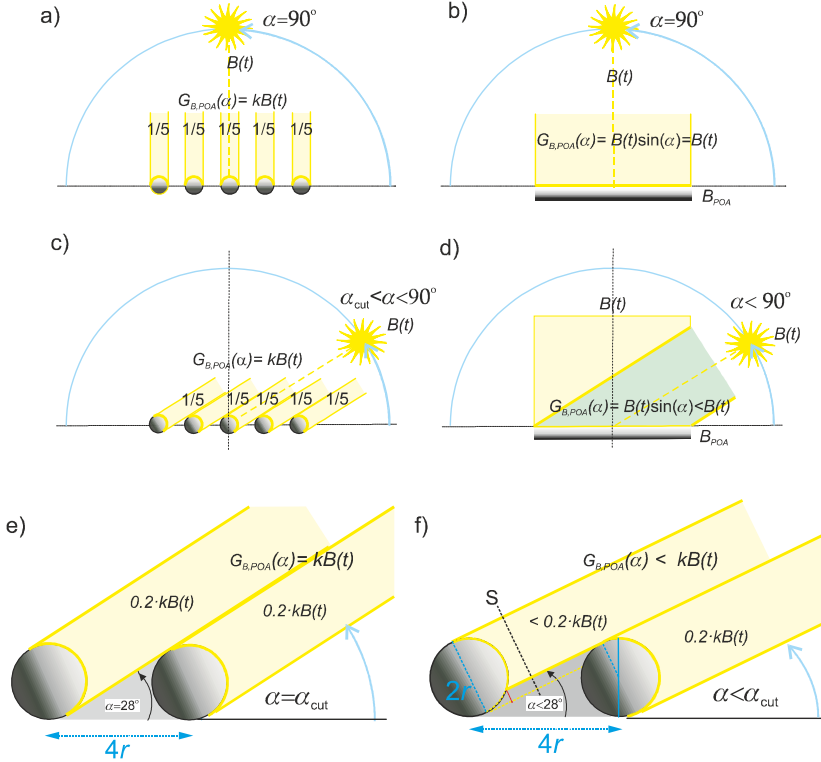 a)
α=90°
B(t)
G_B,POA(α)= kB(t)
1/5 1/5 1/5 1/5 1/5
b)
α=90°
B(t)
G_B,POA(α)= B(t)sin(α)=B(t)
B_POA
c)
α_cut<α<90°
B(t)
G_B,POA(α)= kB(t)
1/5 1/5 1/5 1/5 1/5
d)
B(t)
α< 90°
B(t)
G_B,POA(α)= B(t)sin(α)<B(t)
B_POA
e)
G_B,POA(α)= kB(t)
0.2·kB(t)
0.2·kB(t)
α=28°
α=α_cut
4r
f)
G_B,POA(α) < kB(t)
S
< 0.2·kB(t)
0.2·kB(t)
2r
α<28°
α<α_cut
4r